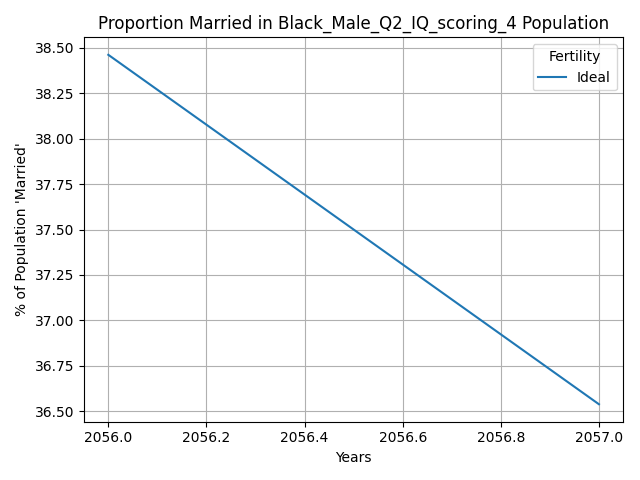 Proportion Married in Black_Male_Q2_IQ_scoring_4 Population
% of Population 'Married'
38.50
38.25
38.00
37.75
37.50
37.25
37.00
36.75
36.50
Fertility
Ideal
2056.0 2056.2 2056.4 2056.6 2056.8 2057.0
Years